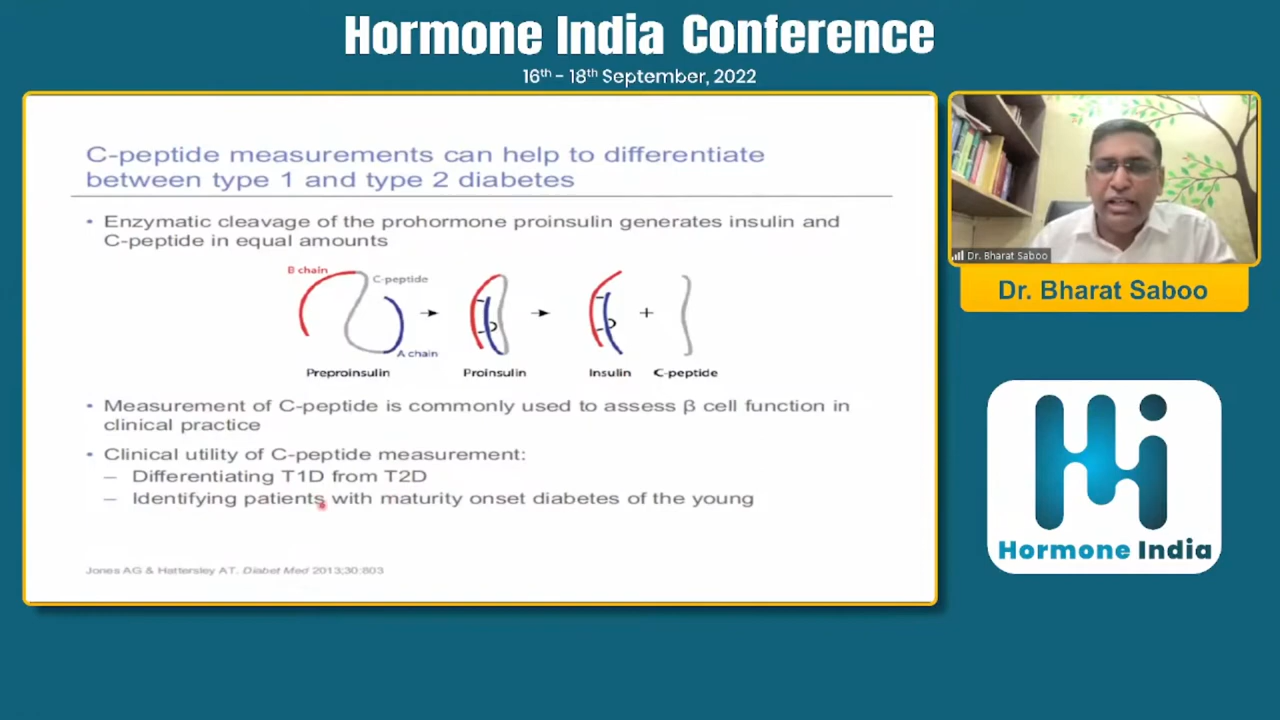 Hormone India Conference
16th - 18th September, 2022
C-peptide measurements can help to differentiate
between type 1 and type 2 diabetes
• Enzymatic cleavage of the prohormone proinsulin generates insulin and
C-peptide in equal amounts
B chain
C-peptide
A chain
Preproinsulin
Proinsulin
Insulin
+
C-peptide
• Measurement of C-peptide is commonly used to assess β cell function in
clinical practice
• Clinical utility of C-peptide measurement:
– Differentiating T1D from T2D
– Identifying patients with maturity onset diabetes of the young
Jones AG & Hattersley AT. Diabet Med 2013;30:803
Dr. Bharat Saboo
Dr. Bharat Saboo
Hi
Hormone India